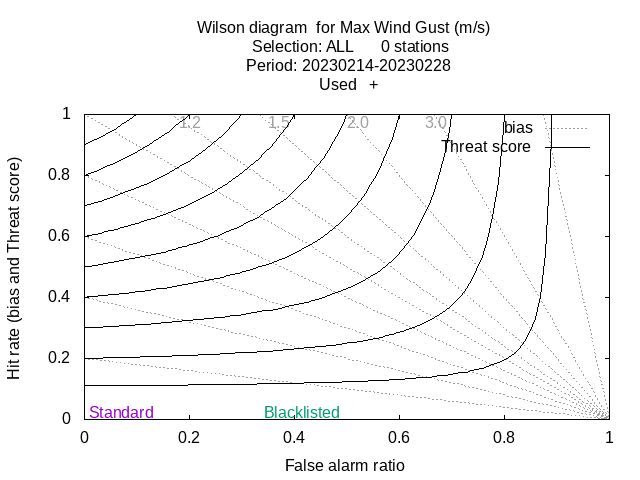 Wilson diagram  for Max Wind Gust (m/s)
Selection: ALL      0 stations
Period: 20230214-20230228
Used   +
1.2 1.5 2.0 3.0
bias
Threat score
Hit rate (bias and Threat score)
1
0.8
0.6
0.4
0.2
0
Standard Blacklisted
0 0.2 0.4 0.6 0.8 1
False alarm ratio